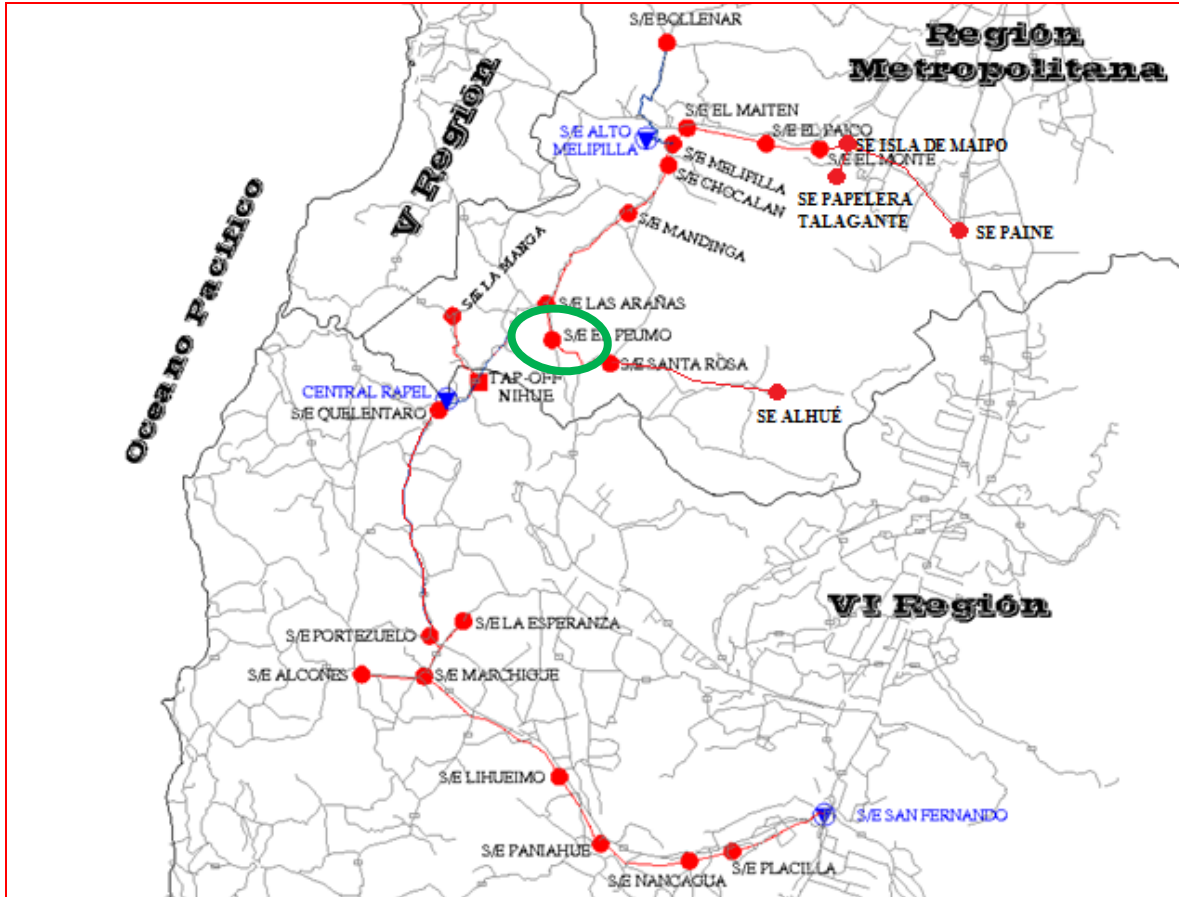 S/E BOLLENAR
Región
Metropolitana
V Región
S/E EL MAITEN
S/E ALTO
MELIPILLA
S/E EL PAICO
SE ISLA DE MAIPO
S/E EL MONTE
S/E MELIPILLA
S/E CHOCALAN
SE PAPELERA
TALAGANTE
Oceano Pacifico
S/E MANDINGA
SE PAINE
S/E LA MANGA
S/E LAS ARAÑAS
S/E EL PEUMO
S/E SANTA ROSA
TAP-OFF
NIHUE
CENTRAL RAPEL
S/E QUELENTARO
SE ALHUÉ
VI Región
S/E LA ESPERANZA
S/E PORTEZUELO
S/E ALCONES
S/E MARCHIGUE
S/E LIHUEIMO
S/E SAN FERNANDO
S/E PANIAHUE
S/E PLACILLA
S/E NANCAGUA